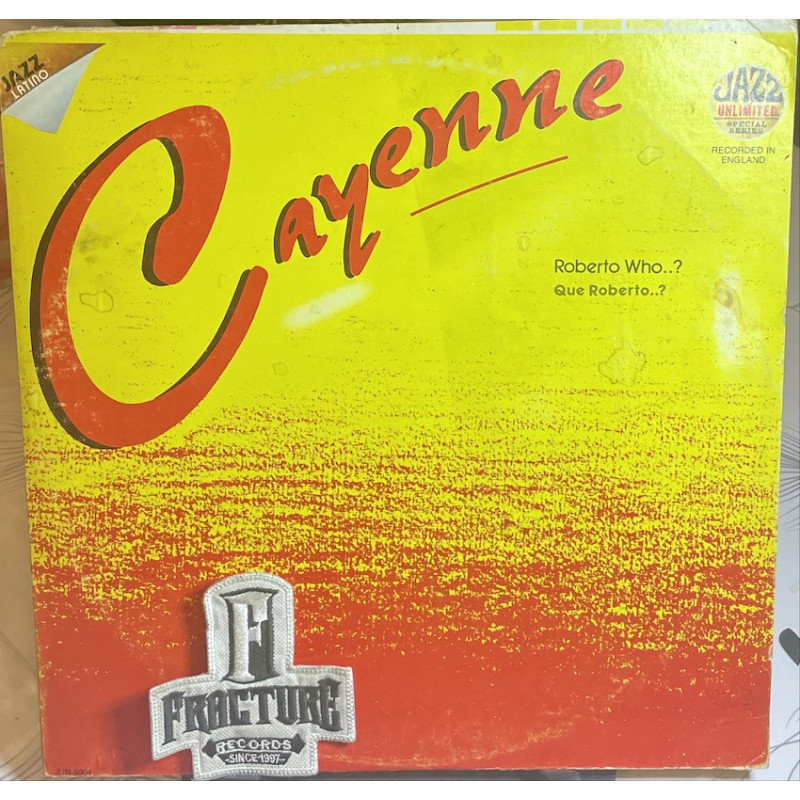 JAZZ
LATINO
Cayenne
JAZZ
UNLIMITED
SPECIAL
SERIES
RECORDED IN
ENGLAND
Roberto Who..?
Que Roberto..?
F
FRACTURE
RECORDS
-SINCE 1997-